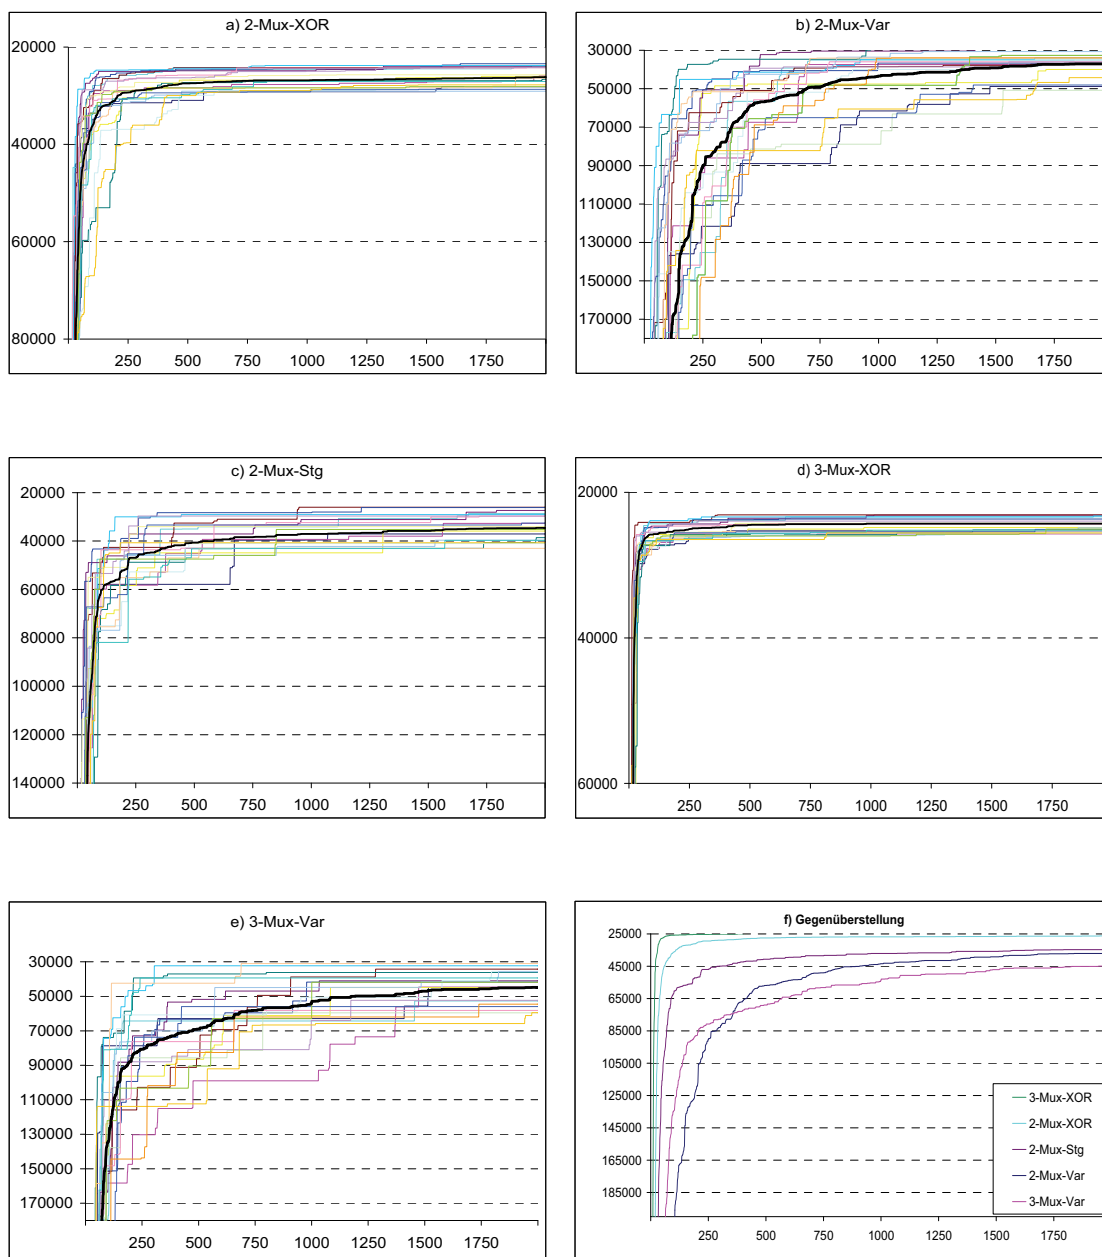 a) 2-Mux-XOR
20000
40000
60000
80000
250 500 750 1000 1250 1500 1750
b) 2-Mux-Var
30000
50000
70000
90000
110000
130000
150000
170000
250 500 750 1000 1250 1500 1750
c) 2-Mux-Stg
20000
40000
60000
80000
100000
120000
140000
250 500 750 1000 1250 1500 1750
d) 3-Mux-XOR
20000
40000
60000
250 500 750 1000 1250 1500 1750
e) 3-Mux-Var
30000
50000
70000
90000
110000
130000
150000
170000
250 500 750 1000 1250 1500 1750
f) Gegenüberstellung
25000
45000
65000
85000
105000
125000
145000
165000
185000
250 500 750 1000 1250 1500 1750
3-Mux-XOR
2-Mux-XOR
2-Mux-Stg
2-Mux-Var
3-Mux-Var